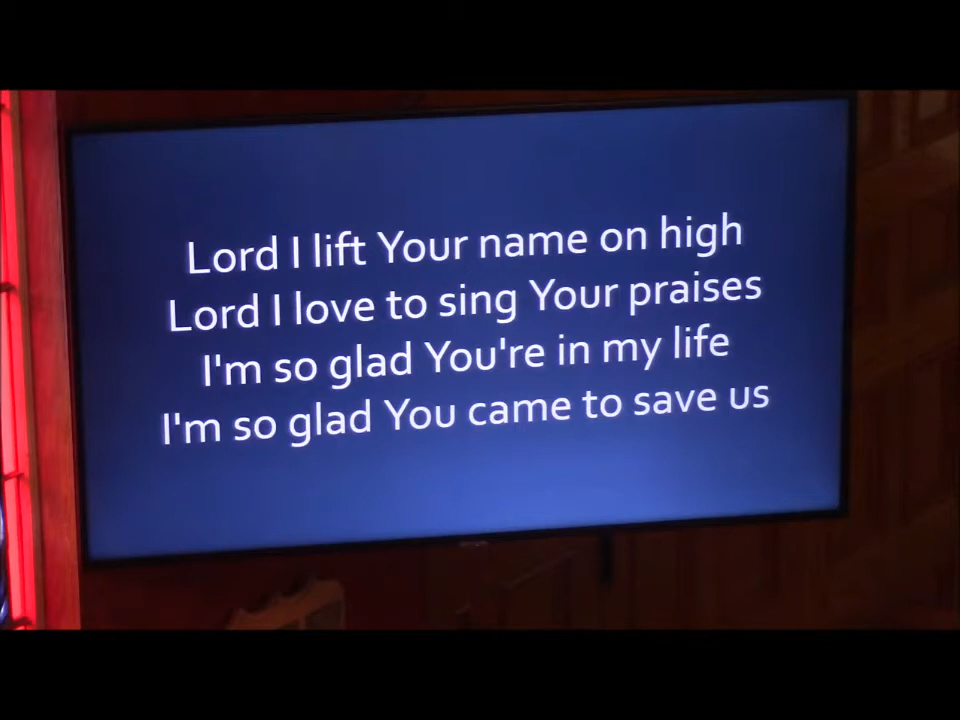 Lord I lift Your name on high
Lord I love to sing Your praises
I'm so glad You're in my life
I'm so glad You came to save us